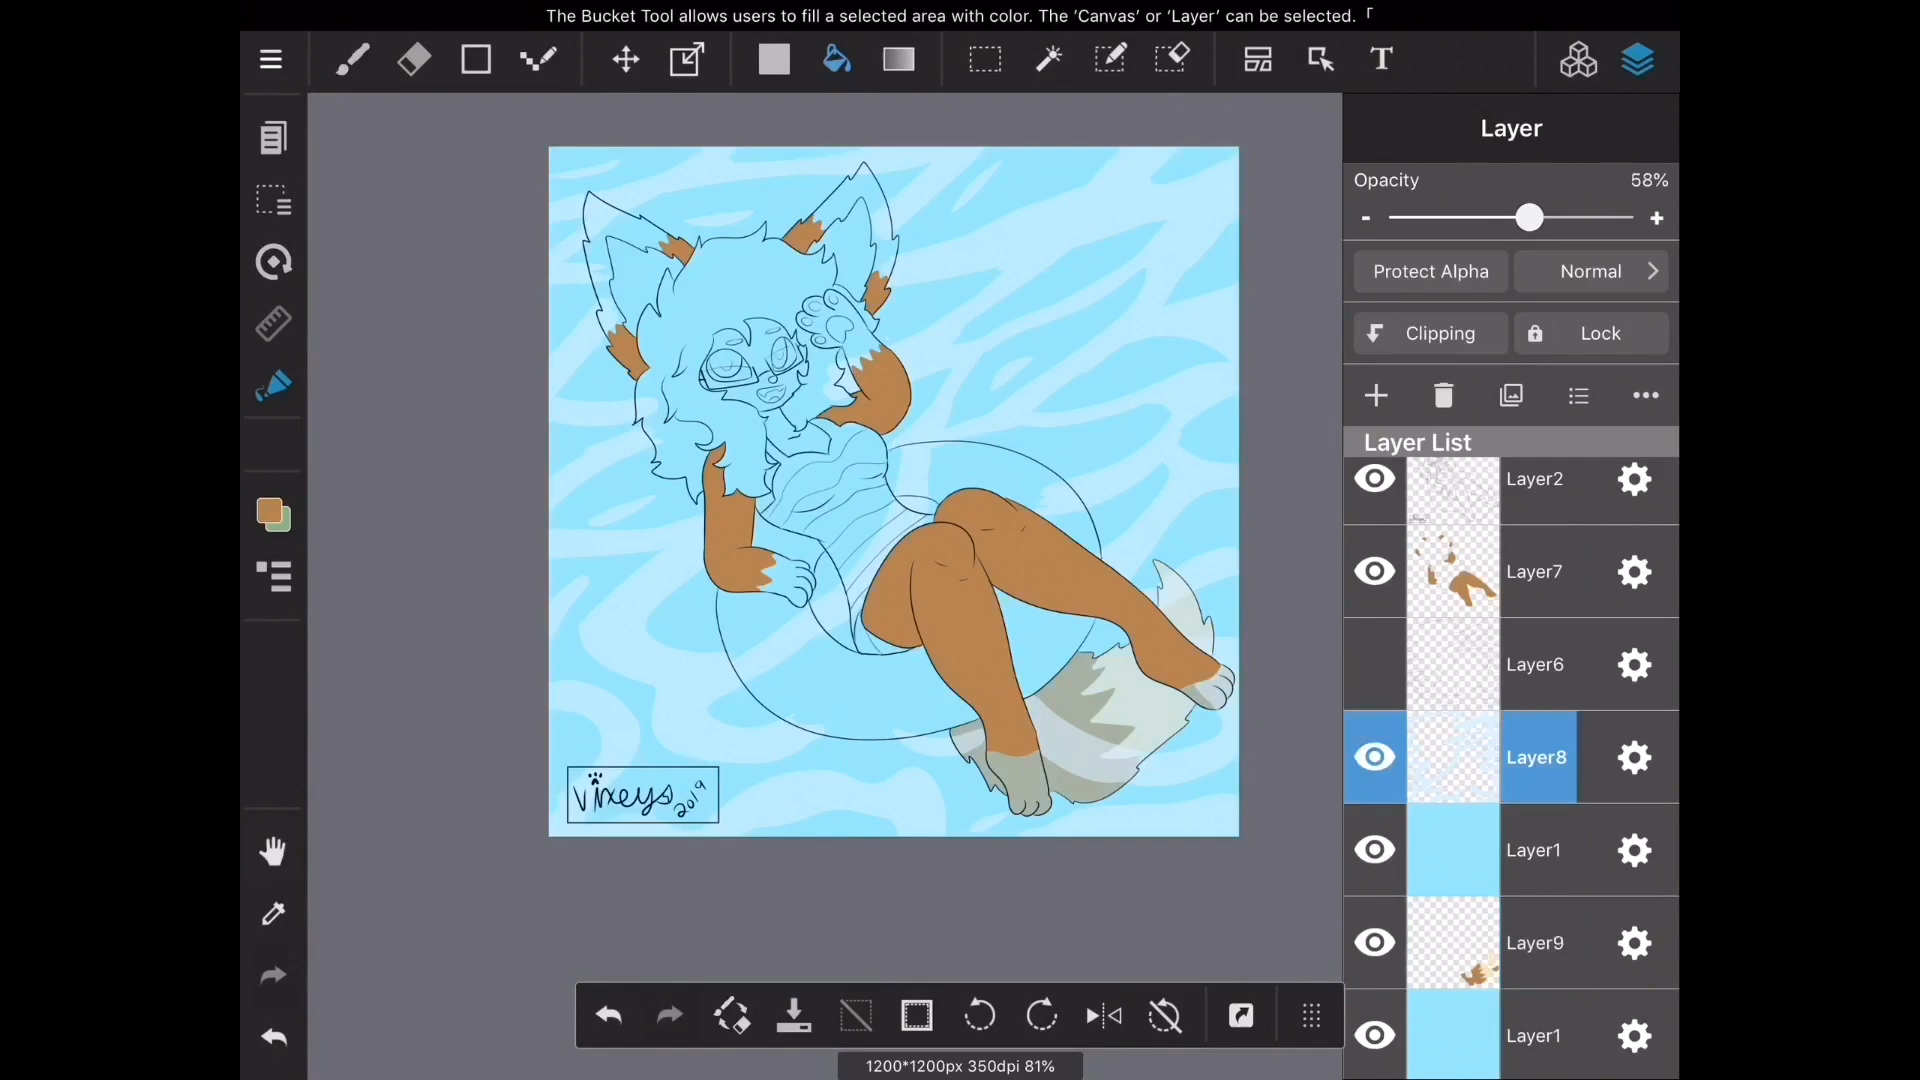 The Bucket Tool allows users to fill a selected area with color. The ‘Canvas’ or ‘Layer’ can be selected. 「
T
Layer
Opacity 58%
- +
Protect Alpha Normal
Clipping Lock
Layer List
Layer2
Layer7
Layer6
Layer8
Layer1
Layer9
Layer1
Vixeys 2019
1200*1200px 350dpi 81%